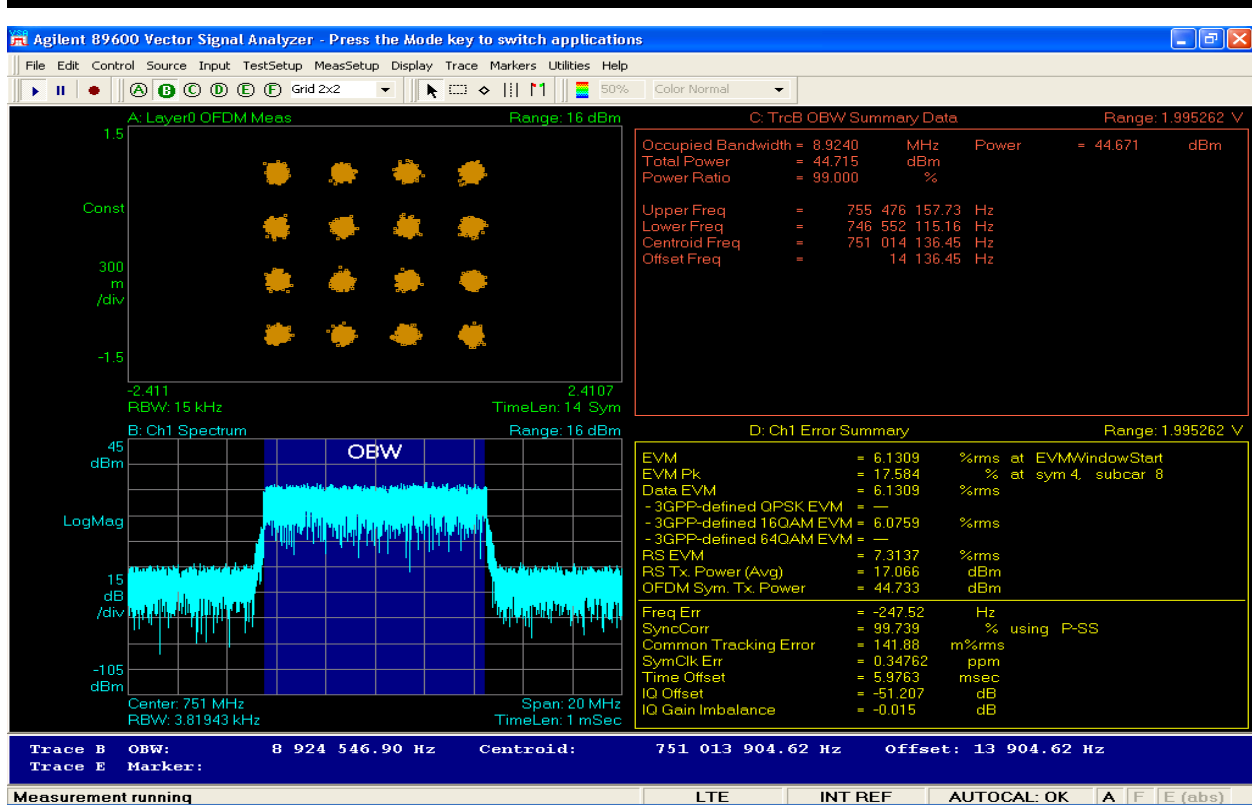 Agilent 89600 Vector Signal Analyzer - Press the Mode key to switch applications
File Edit Control Source Input TestSetup MeasSetup Display Trace Markers Utilities Help
A B C D E F Grid 2x2 50% Color Normal
A: Layer0 OFDM Meas Range: 16 dBm
1.5
Const
300
m
/div
-1.5
-2.411 2.4107
RBW: 15 kHz TimeLen: 14 Sym
C: TrcB OBW Summary Data Range: 1.995262 V
Occupied Bandwidth = 8.9240 MHz Power = 44.671 dBm
Total Power = 44.715 dBm
Power Ratio = 99.000 %
Upper Freq = 755 476 157.73 Hz
Lower Freq = 746 552 115.16 Hz
Centroid Freq = 751 014 136.45 Hz
Offset Freq = 14 136.45 Hz
B: Ch1 Spectrum Range: 16 dBm
45
dBm
OBW
LogMag
15
dB
/div
-105
dBm
Center: 751 MHz Span: 20 MHz
RBW: 3.81943 kHz TimeLen: 1 mSec
D: Ch1 Error Summary Range: 1.995262 V
EVM = 6.1309 %rms at EVMWindowStart
EVM Pk = 17.584 % at sym 4, subcar 8
Data EVM = 6.1309 %rms
- 3GPP-defined QPSK EVM = —
- 3GPP-defined 16QAM EVM = 6.0759 %rms
- 3GPP-defined 64QAM EVM = —
RS EVM = 7.3137 %rms
RS Tx. Power (Avg) = 17.066 dBm
OFDM Sym. Tx. Power = 44.733 dBm
Freq Err = -247.52 Hz
SyncCorr = 99.739 % using P-SS
Common Tracking Error = 141.88 m%rms
SymClk Err = 0.34762 ppm
Time Offset = 5.9763 msec
IQ Offset = -51.207 dB
IQ Gain Imbalance = -0.015 dB
Trace B OBW: 8 924 546.90 Hz Centroid: 751 013 904.62 Hz Offset: 13 904.62 Hz
Trace E Marker:
Measurement running LTE INT REF AUTOCAL: OK A F E (abs)